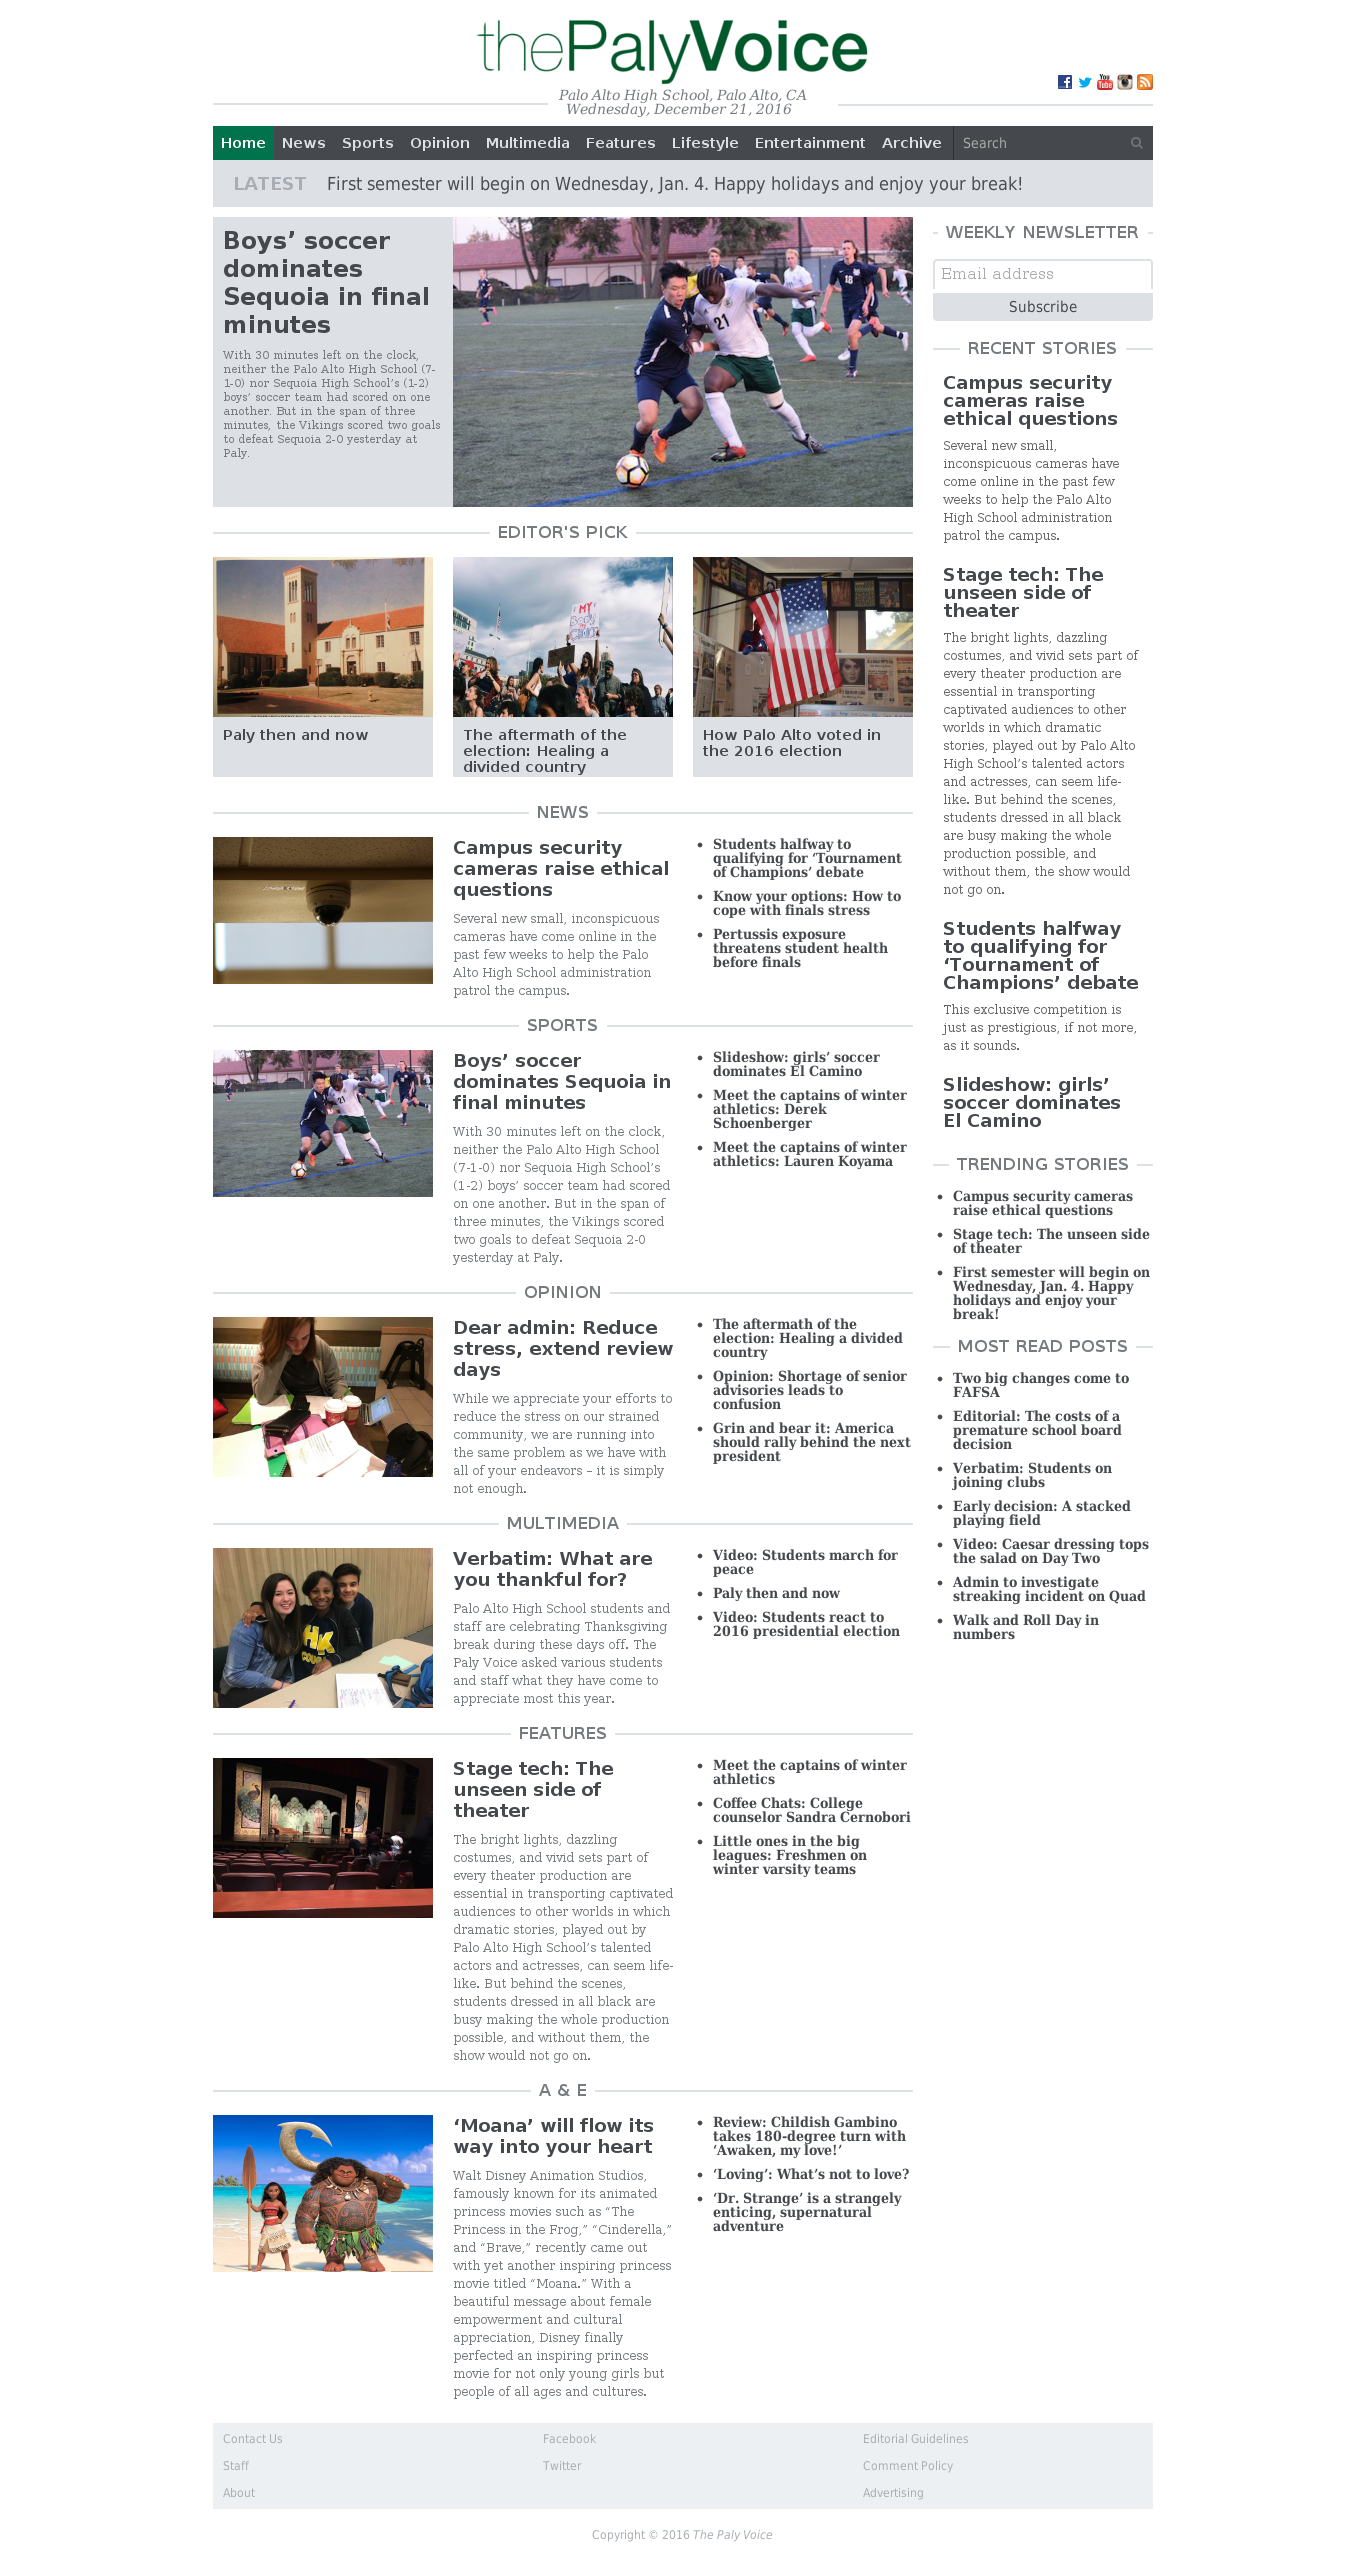 thePalyVoice
Palo Alto High School, Palo Alto, CA
Wednesday, December 21, 2016
Home News Sports Opinion Multimedia Features Lifestyle Entertainment Archive Search
LATEST First semester will begin on Wednesday, Jan. 4. Happy holidays and enjoy your break!
Boys’ soccer
dominates
Sequoia in final
minutes
With 30 minutes left on the clock,
neither the Palo Alto High School (7-
1-0) nor Sequoia High School’s (1-2)
boys’ soccer team had scored on one
another. But in the span of three
minutes, the Vikings scored two goals
to defeat Sequoia 2-0 yesterday at
Paly.
21
18
EDITOR'S PICK
MY
BODY
MY
CHOICE
Paly then and now
The aftermath of the
election: Healing a
divided country
How Palo Alto voted in
the 2016 election
NEWS
Campus security
cameras raise ethical
questions
Several new small, inconspicuous
cameras have come online in the
past few weeks to help the Palo
Alto High School administration
patrol the campus.
• Students halfway to
qualifying for ‘Tournament
of Champions’ debate
• Know your options: How to
cope with finals stress
• Pertussis exposure
threatens student health
before finals
SPORTS
21
Boys’ soccer
dominates Sequoia in
final minutes
With 30 minutes left on the clock,
neither the Palo Alto High School
(7-1-0) nor Sequoia High School’s
(1-2) boys’ soccer team had scored
on one another. But in the span of
three minutes, the Vikings scored
two goals to defeat Sequoia 2-0
yesterday at Paly.
• Slideshow: girls’ soccer
dominates El Camino
• Meet the captains of winter
athletics: Derek
Schoenberger
• Meet the captains of winter
athletics: Lauren Koyama
OPINION
Dear admin: Reduce
stress, extend review
days
While we appreciate your efforts to
reduce the stress on our strained
community, we are running into
the same problem as we have with
all of your endeavors – it is simply
not enough.
• The aftermath of the
election: Healing a divided
country
• Opinion: Shortage of senior
advisories leads to
confusion
• Grin and bear it: America
should rally behind the next
president
MULTIMEDIA
HK
Verbatim: What are
you thankful for?
Palo Alto High School students and
staff are celebrating Thanksgiving
break during these days off. The
Paly Voice asked various students
and staff what they have come to
appreciate most this year.
• Video: Students march for
peace
• Paly then and now
• Video: Students react to
2016 presidential election
FEATURES
Stage tech: The
unseen side of
theater
The bright lights, dazzling
costumes, and vivid sets part of
every theater production are
essential in transporting captivated
audiences to other worlds in which
dramatic stories, played out by
Palo Alto High School’s talented
actors and actresses, can seem life-
like. But behind the scenes,
students dressed in all black are
busy making the whole production
possible, and without them, the
show would not go on.
• Meet the captains of winter
athletics
• Coffee Chats: College
counselor Sandra Cernobori
• Little ones in the big
leagues: Freshmen on
winter varsity teams
A & E
‘Moana’ will flow its
way into your heart
Walt Disney Animation Studios,
famously known for its animated
princess movies such as “The
Princess in the Frog,” “Cinderella,”
and “Brave,” recently came out
with yet another inspiring princess
movie titled “Moana.” With a
beautiful message about female
empowerment and cultural
appreciation, Disney finally
perfected an inspiring princess
movie for not only young girls but
people of all ages and cultures.
• Review: Childish Gambino
takes 180-degree turn with
‘Awaken, my love!’
• ‘Loving’: What’s not to love?
• ‘Dr. Strange’ is a strangely
enticing, supernatural
adventure
WEEKLY NEWSLETTER
Email address
Subscribe
RECENT STORIES
Campus security
cameras raise
ethical questions
Several new small,
inconspicuous cameras have
come online in the past few
weeks to help the Palo Alto
High School administration
patrol the campus.
Stage tech: The
unseen side of
theater
The bright lights, dazzling
costumes, and vivid sets part of
every theater production are
essential in transporting
captivated audiences to other
worlds in which dramatic
stories, played out by Palo Alto
High School’s talented actors
and actresses, can seem life-
like. But behind the scenes,
students dressed in all black
are busy making the whole
production possible, and
without them, the show would
not go on.
Students halfway
to qualifying for
‘Tournament of
Champions’ debate
This exclusive competition is
just as prestigious, if not more,
as it sounds.
Slideshow: girls’
soccer dominates
El Camino
TRENDING STORIES
• Campus security cameras
raise ethical questions
• Stage tech: The unseen side
of theater
• First semester will begin on
Wednesday, Jan. 4. Happy
holidays and enjoy your
break!
MOST READ POSTS
• Two big changes come to
FAFSA
• Editorial: The costs of a
premature school board
decision
• Verbatim: Students on
joining clubs
• Early decision: A stacked
playing field
• Video: Caesar dressing tops
the salad on Day Two
• Admin to investigate
streaking incident on Quad
• Walk and Roll Day in
numbers
Contact Us
Staff
About
Facebook
Twitter
Editorial Guidelines
Comment Policy
Advertising
Copyright © 2016 The Paly Voice